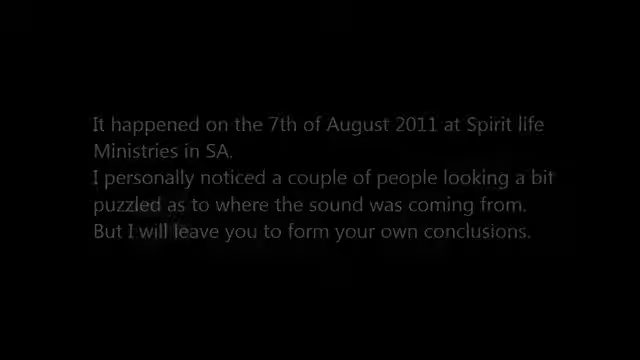 It happened on the 7th of August 2011 at Spirit life
Ministries in SA.
I personally noticed a couple of people looking a bit
puzzled as to where the sound was coming from.
But I will leave you to form your own conclusions.